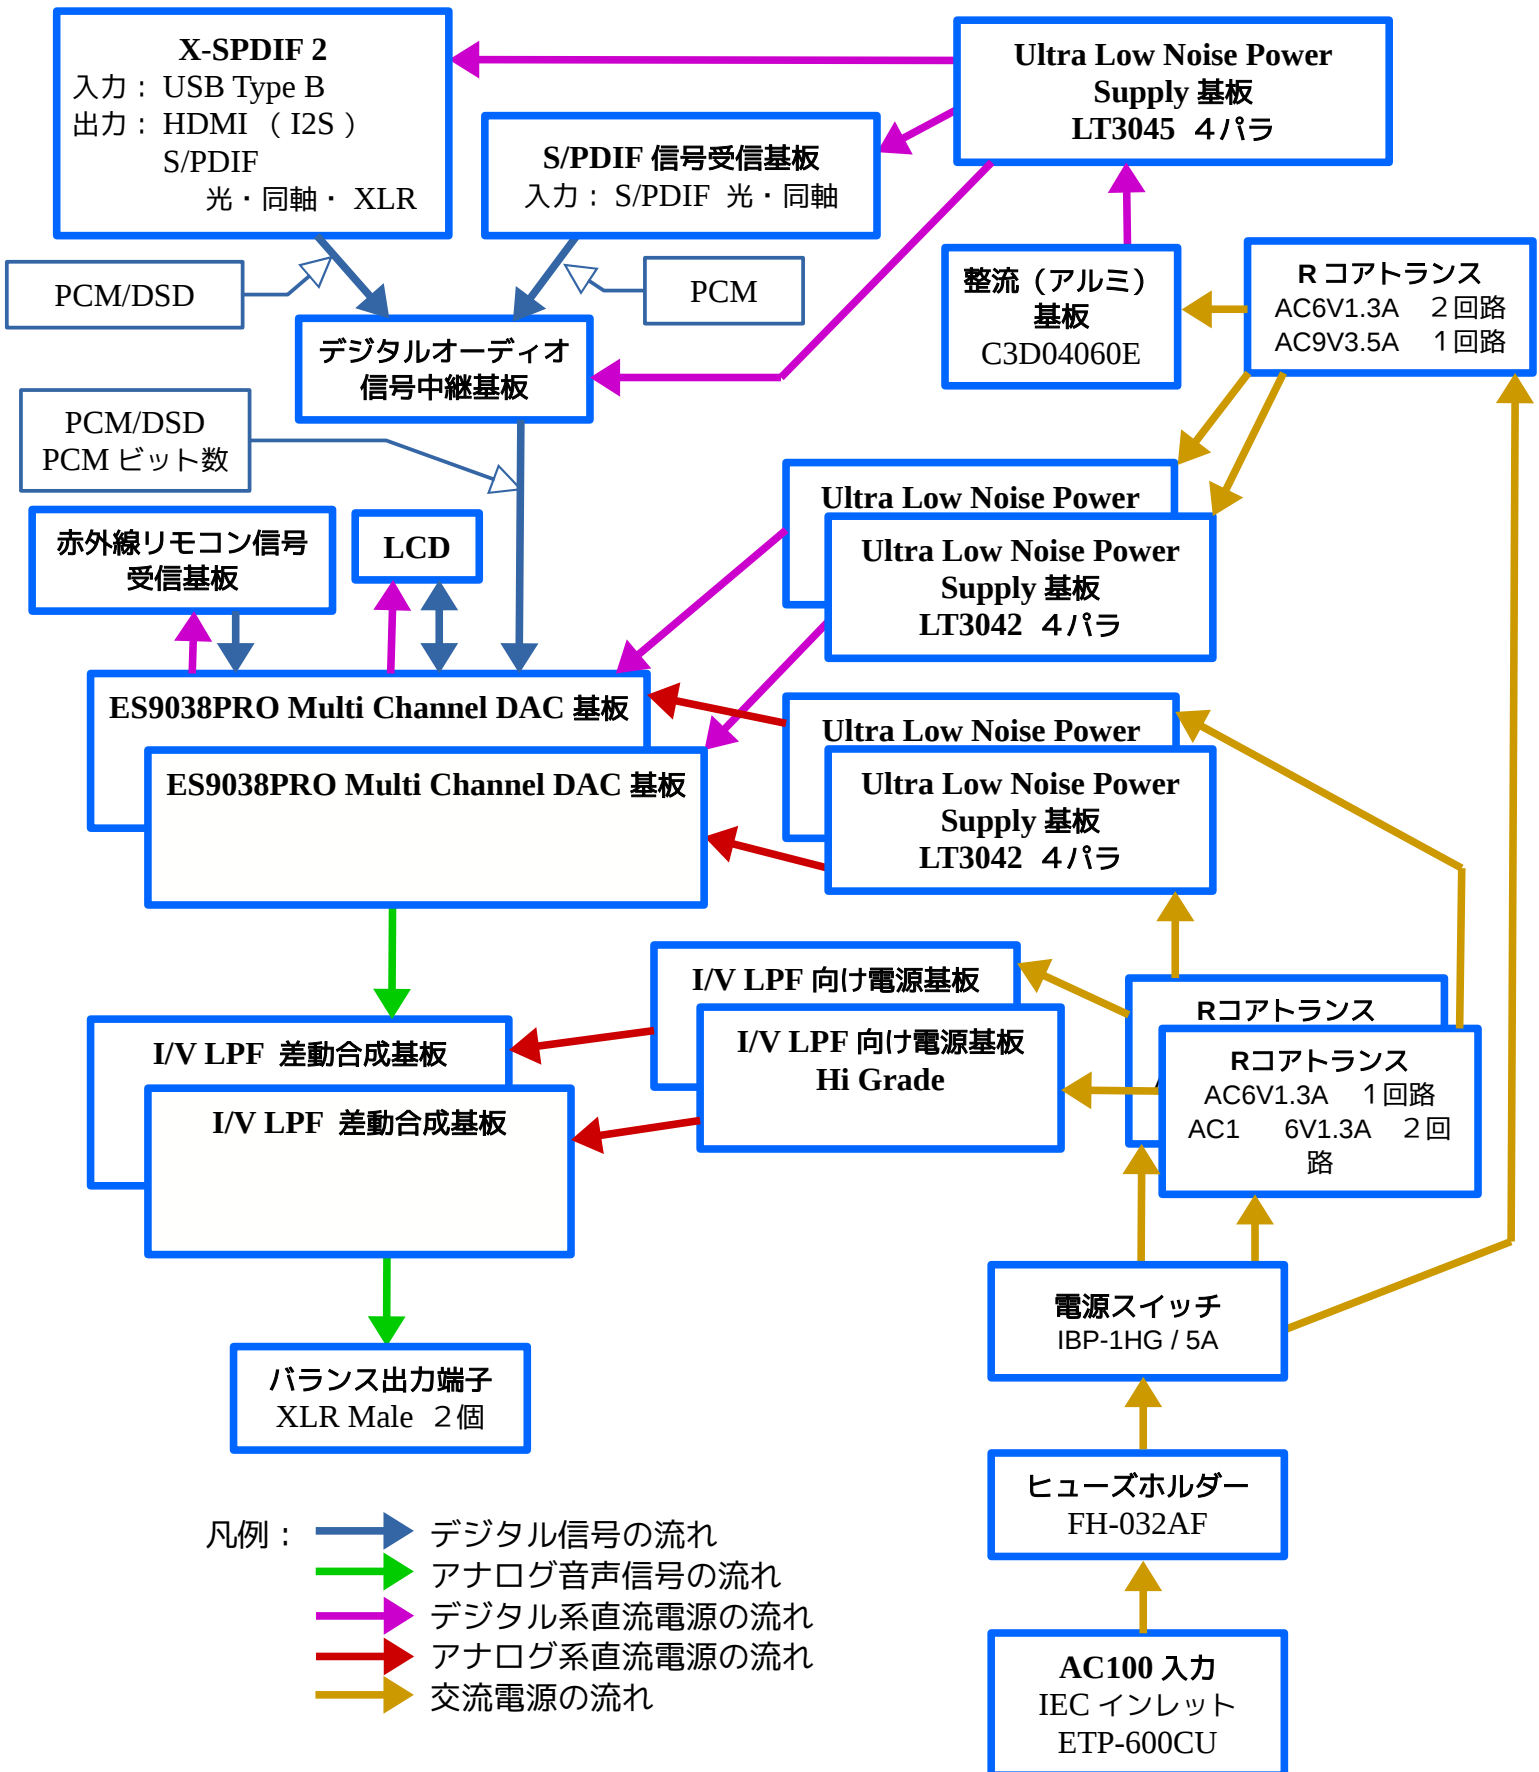 X-SPDIF 2
入力： USB Type B
出力： HDMI （ I2S ）
S/PDIF
光・同軸・ XLR
Ultra Low Noise Power
Supply 基板
LT3045 ４パラ
S/PDIF 信号受信基板
入力： S/PDIF 光・同軸
PCM/DSD
PCM
整流（アルミ）
基板
C3D04060E
R コアトランス
AC6V1.3A ２回路
AC9V3.5A １回路
デジタルオーディオ
信号中継基板
PCM/DSD
PCM ビット数
Ultra Low Noise Power
Ultra Low Noise Power
Supply 基板
LT3042 ４パラ
赤外線リモコン信号
受信基板
LCD
ES9038PRO Multi Channel DAC 基板
ES9038PRO Multi Channel DAC 基板
Ultra Low Noise Power
Ultra Low Noise Power
Supply 基板
LT3042 ４パラ
I/V LPF 向け電源基板
I/V LPF 向け電源基板
Hi Grade
Rコアトランス
Rコアトランス
AC6V1.3A １回路
AC1 6V1.3A ２回
路
I/V LPF 差動合成基板
I/V LPF 差動合成基板
電源スイッチ
IBP-1HG / 5A
バランス出力端子
XLR Male ２個
ヒューズホルダー
FH-032AF
凡例：
デジタル信号の流れ
アナログ音声信号の流れ
デジタル系直流電源の流れ
アナログ系直流電源の流れ
交流電源の流れ
AC100 入力
IEC インレット
ETP-600CU